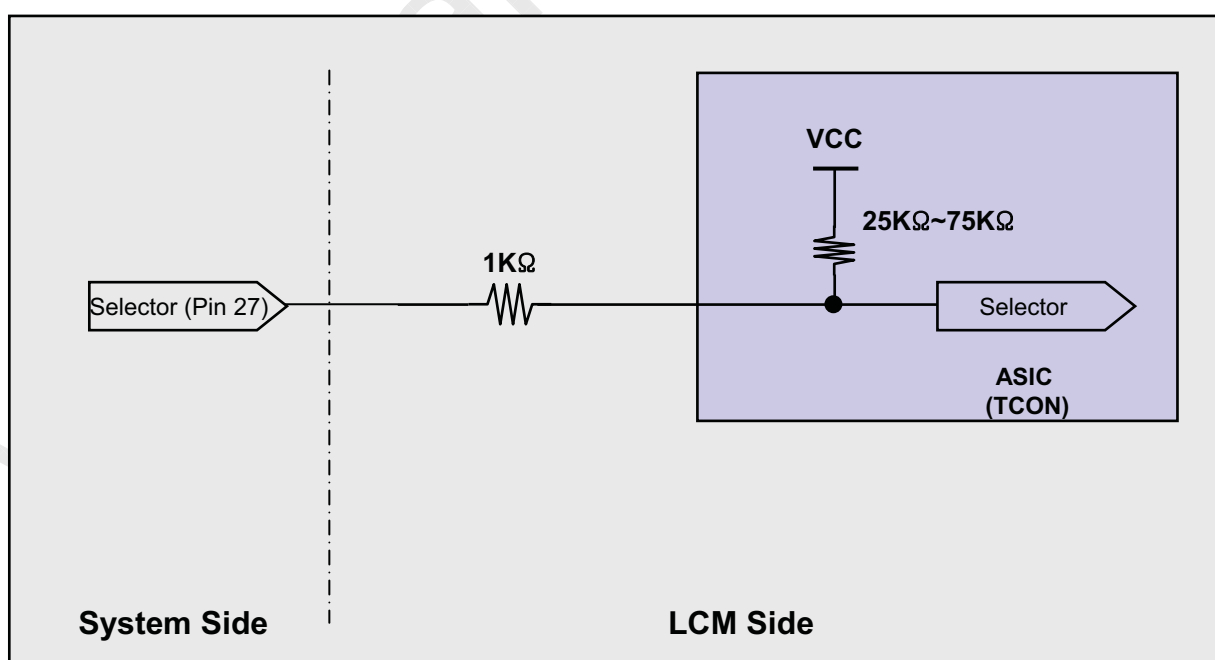 VCC
25KΩ~75KΩ
1KΩ
Selector (Pin 27)
Selector
ASIC
(TCON)
System Side
LCM Side